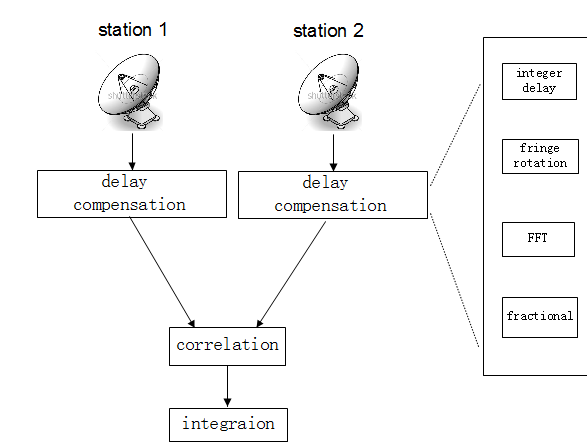 station 1
station 2
delay
compensation
delay
compensation
correlation
integraion
integer
delay
fringe
rotation
FFT
fractional